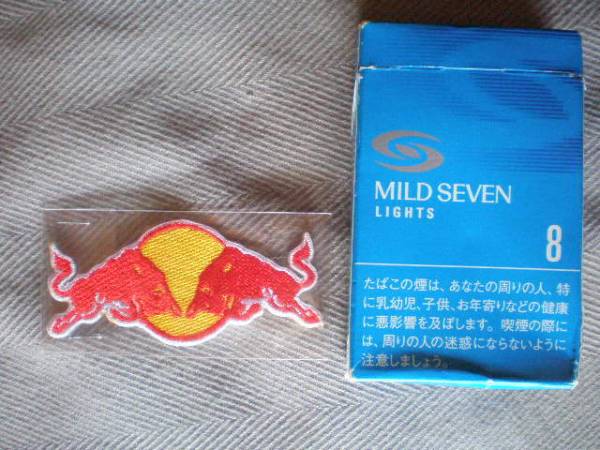 MILD SEVEN
LIGHTS
8
たばこの煙は、あなたの周りの人、特
に乳幼児、子供、お年寄りなどの健康
に悪影響を及ぼします。喫煙の際に
は、周りの人の迷惑にならないように
注意しましょう。